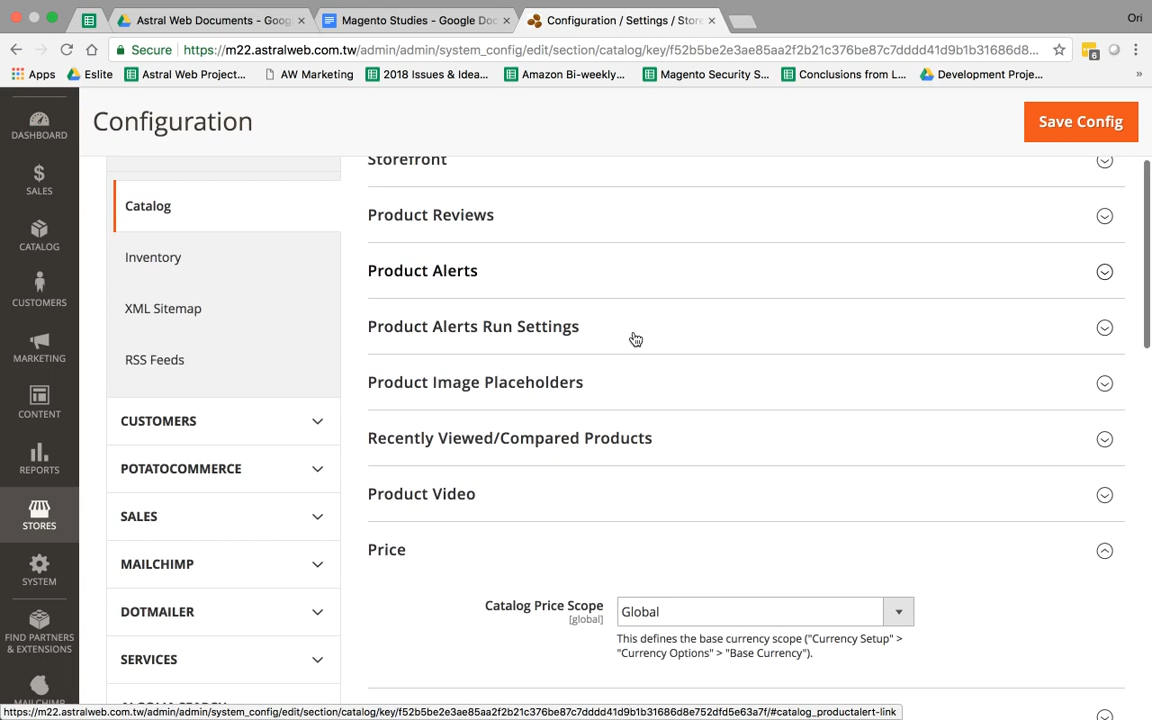 Astral Web Documents - Goog
Magento Studies - Google Doc
Configuration / Settings / Store
Ori
Secure
https://m22.astralweb.com.tw/admin/admin/system_config/edit/section/catalog/key/f52b5be2e3ae85aa2f2b21c376be87c7dddd41d9b1b31686d8...
6
Apps
Eslite
Astral Web Project...
AW Marketing
2018 Issues & Idea...
Amazon Bi-weekly...
Magento Security S...
Conclusions from L...
Development Proje...
»
DASHBOARD
SALES
CATALOG
CUSTOMERS
MARKETING
CONTENT
REPORTS
STORES
SYSTEM
FIND PARTNERS
& EXTENSIONS
Configuration
Save Config
Catalog
Inventory
XML Sitemap
RSS Feeds
CUSTOMERS
POTATOCOMMERCE
SALES
MAILCHIMP
DOTMAILER
SERVICES
Storefront
Product Reviews
Product Alerts
Product Alerts Run Settings
Product Image Placeholders
Recently Viewed/Compared Products
Product Video
Price
Catalog Price Scope
[global]
Global
This defines the base currency scope ("Currency Setup" >
"Currency Options" > "Base Currency").
https://m22.astralweb.com.tw/admin/admin/system_config/edit/section/catalog/key/f52b5be2e3ae85aa2f2b21c376be87c7dddd41d9b1b31686d8e752dfd5e63a7f/#catalog_productalert-link